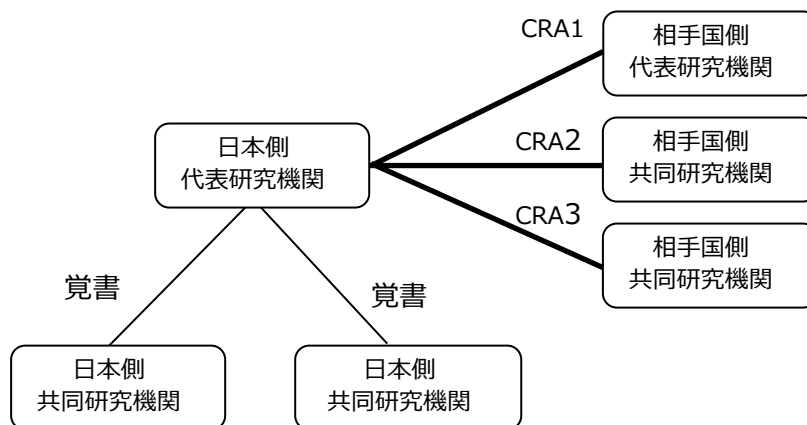 CRA1
相手国側
代表研究機関
日本側
代表研究機関
CRA2
相手国側
共同研究機関
CRA3
相手国側
共同研究機関
覚書
覚書
日本側
共同研究機関
日本側
共同研究機関